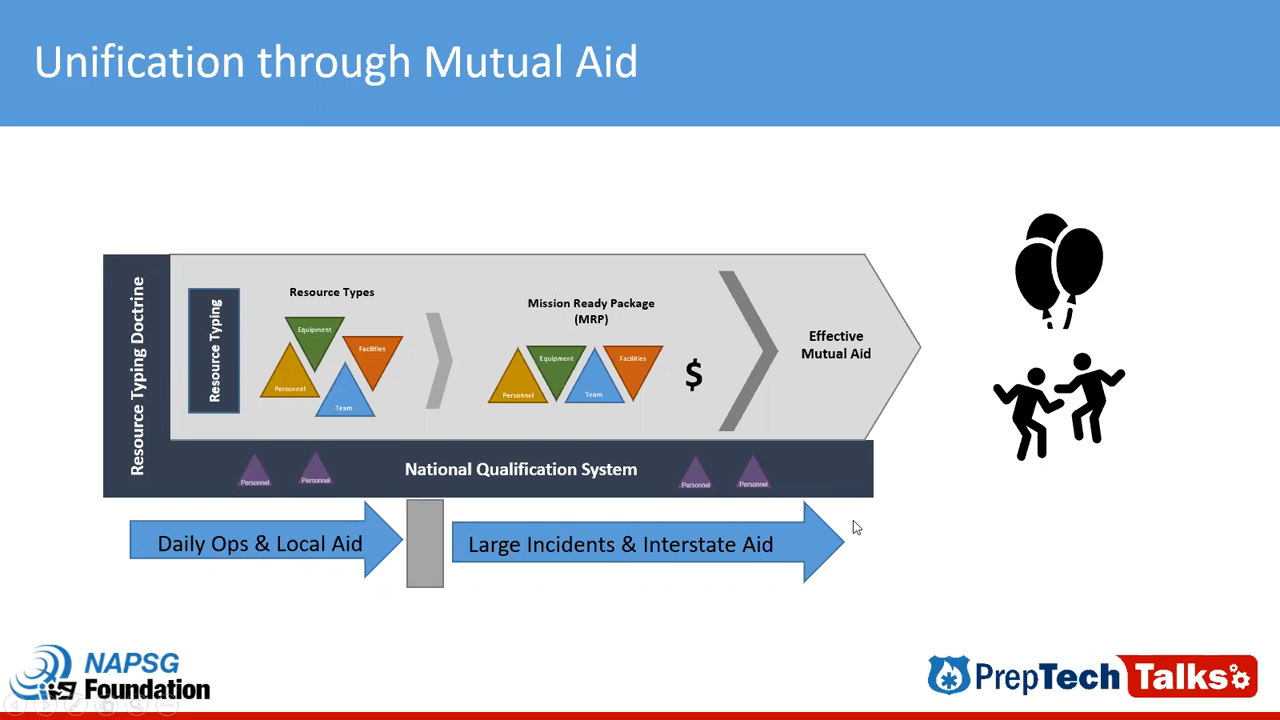 Unification through Mutual Aid
Resource Typing Doctrine
Resource Typing
Resource Types
Equipment
Facilities
Personnel
Team
Mission Ready Package
(MRP)
Equipment
Facilities
Personnel
Team
$
Effective
Mutual Aid
National Qualification System
Personnel
Personnel
Personnel
Personnel
Daily Ops & Local Aid
Large Incidents & Interstate Aid
NAPSG
Foundation
PrepTech Talks